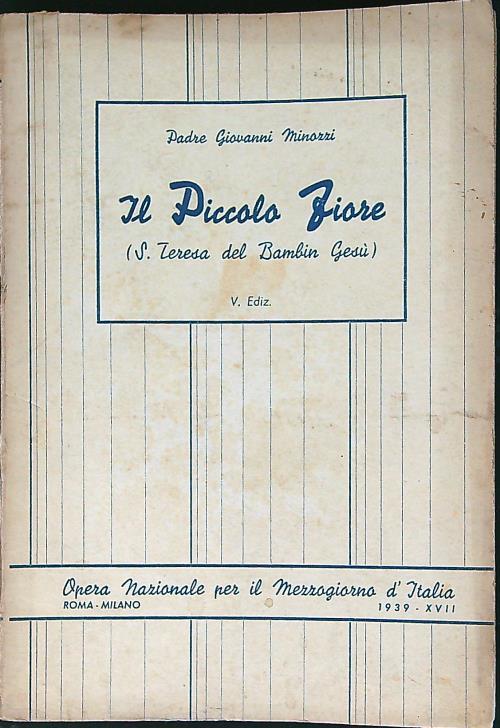 Padre Giovanni Minozzi
Il Piccolo Fiore
(S. Teresa del Bambin Gesù)
V. Ediz.
Opera Nazionale per il Mezzogiorno d'Italia
ROMA - MILANO 1939 - XVII